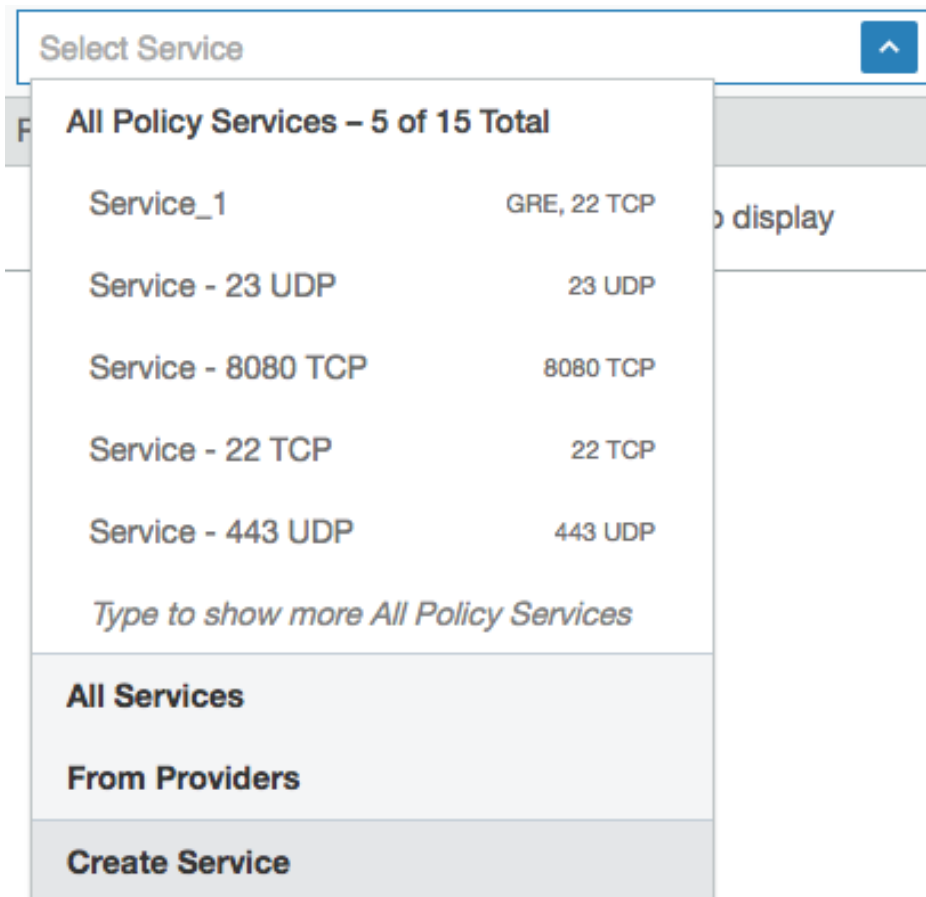 Select Service
All Policy Services – 5 of 15 Total
Service_1 GRE, 22 TCP
display
Service - 23 UDP 23 UDP
Service - 8080 TCP 8080 TCP
Service - 22 TCP 22 TCP
Service - 443 UDP 443 UDP
Type to show more All Policy Services
All Services
From Providers
Create Service